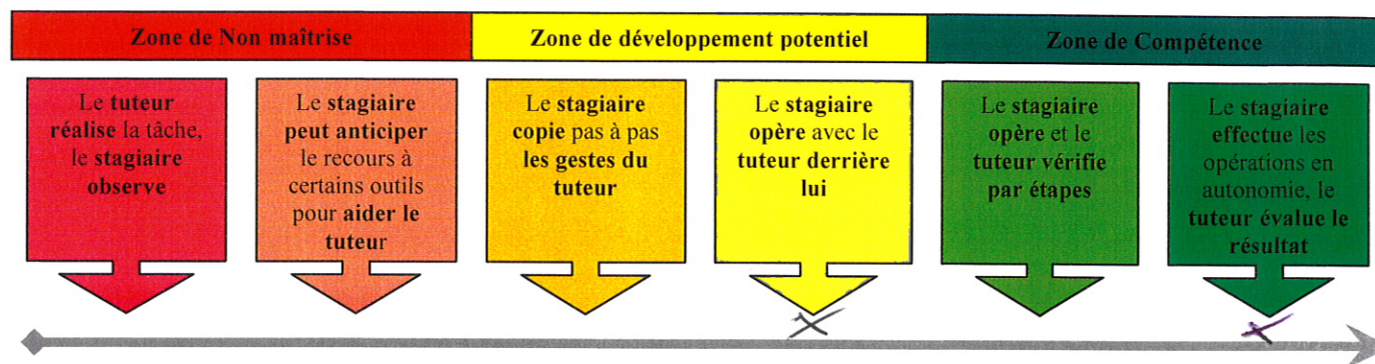 Zone de Non maîtrise
Zone de développement potentiel
Zone de Compétence
Le tuteur
réalise la tâche,
le stagiaire
observe
Le stagiaire
peut anticiper
le recours à
certains outils
pour aider le
tuteur
Le stagiaire
copie pas à pas
les gestes du
tuteur
Le stagiaire
opère avec le
tuteur derrière
lui
Le stagiaire
opère et le
tuteur vérifie
par étapes
Le stagiaire
effectue les
opérations en
autonomie, le
tuteur évalue le
résultat
X
X